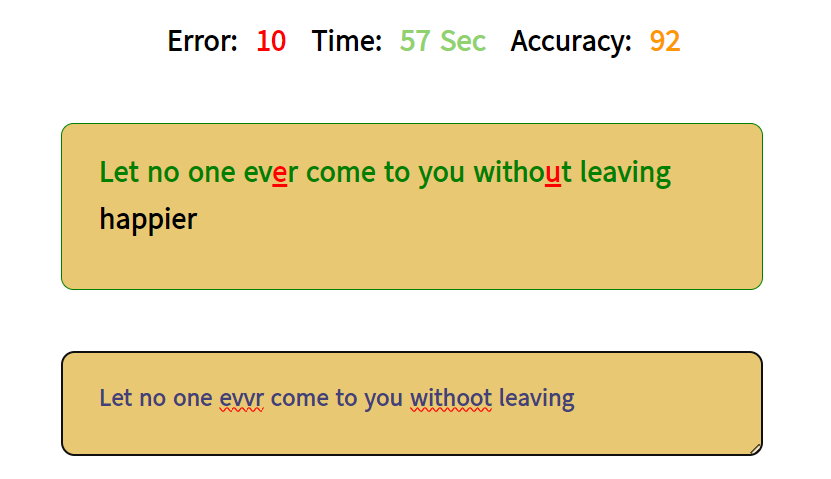 Error: 10 Time: 57 Sec Accuracy: 92
Let no one ever come to you without leaving
happier
Let no one evvr come to you withoot leaving